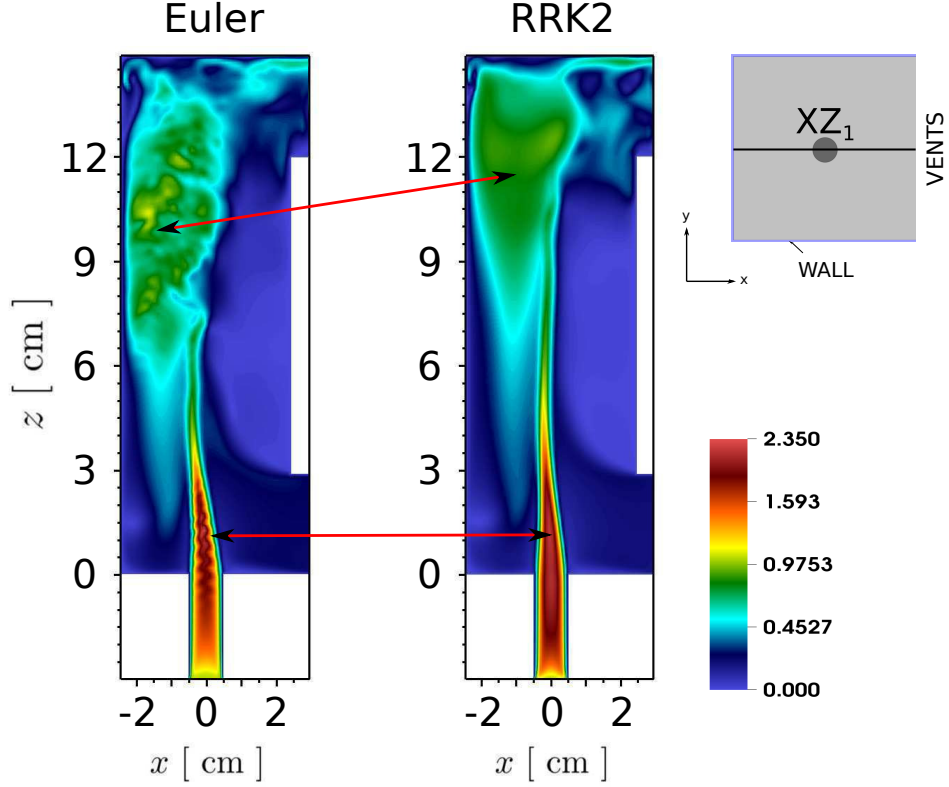 Euler
RRK2
12
9
6
3
0
z [ cm ]
-2 0 2
x [ cm ]
12
9
6
3
0
-2 0 2
x [ cm ]
XZ1
VENTS
WALL
y
x
2.350
1.593
0.9753
0.4527
0.000